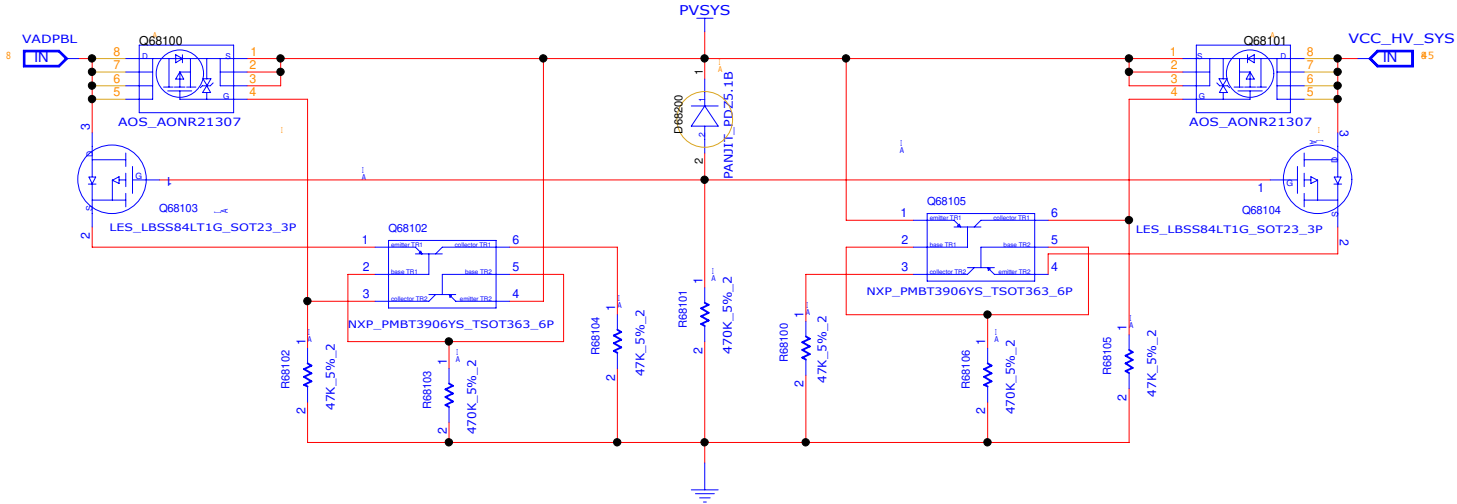 PVSYS
VADPBL
IN
8
Q68100
8
7
6
5
D
S
G
1
2
3
4
AOS_AONR21307
3
D
G
S
1
2
Q68103
LES_LBSS84LT1G_SOT23_3P
Q68102
1
2
3
emitter TR1
collector TR1
base TR1
base TR2
collector TR2
emitter TR2
6
5
4
NXP_PMBT3906YS_TSOT363_6P
R68102
1
2
47K_5%_2
R68103
1
2
470K_5%_2
R68104
1
2
47K_5%_2
D68200
1
1
2
2
PANJIT_PDZ5.1B
R68101
1
2
470K_5%_2
Q68105
1
2
3
emitter TR1
collector TR1
base TR1
base TR2
collector TR2
emitter TR2
6
5
4
NXP_PMBT3906YS_TSOT363_6P
R68100
1
2
47K_5%_2
R68106
1
2
470K_5%_2
R68105
1
2
47K_5%_2
Q68101
1
2
3
4
S
D
G
8
7
6
5
AOS_AONR21307
VCC_HV_SYS
IN
3
D
G
S
1
2
Q68104
LES_LBSS84LT1G_SOT23_3P